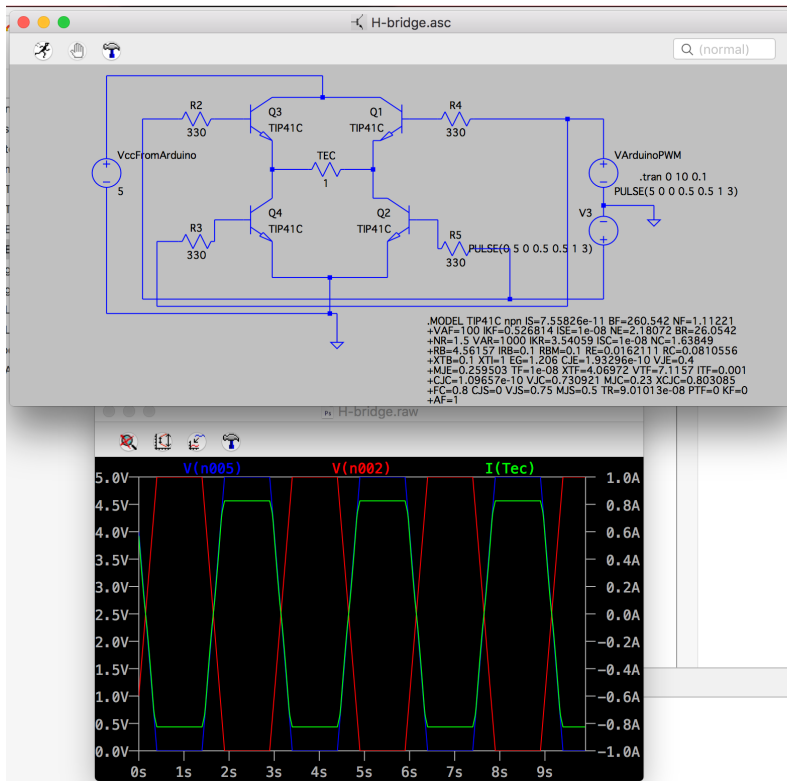 H-bridge.asc
(normal)
R2
330
Q3
TIP41C
Q1
TIP41C
R4
330
VccFromArduino
5
TEC
1
VArduinoPWM
.tran 0 10 0.1
PULSE(5 0 0 0.5 0.5 1 3)
R3
330
Q4
TIP41C
Q2
TIP41C
R5
330
V3
PULSE(0 5 0 0.5 0.5 1 3)
.MODEL TIP41C npn IS=7.55826e-11 BF=260.542 NF=1.11221
+VAF=100 IKF=0.526814 ISE=1e-08 NE=2.18072 BR=26.0542
+NR=1.5 VAR=1000 IKR=3.54059 ISC=1e-08 NC=1.63849
+RB=4.56157 IRB=0.1 RBM=0.1 RE=0.0162111 RC=0.0810556
+XTB=0.1 XTI=1 EG=1.206 CJE=1.93296e-10 VJE=0.4
+MJE=0.259503 TF=1e-08 XTF=4.06972 VTF=7.1157 ITF=0.001
+CJC=1.09657e-10 VJC=0.730921 MJC=0.23 XCJC=0.803085
+FC=0.8 CJS=0 VJS=0.75 MJS=0.5 TR=9.01013e-08 PTF=0 KF=0
+AF=1
H-bridge.raw
V(n005) V(n002) I(Tec)
5.0V 1.0A
4.5V 0.8A
4.0V 0.6A
3.5V 0.4A
3.0V 0.2A
2.5V 0.0A
2.0V -0.2A
1.5V -0.4A
1.0V -0.6A
0.5V -0.8A
0.0V -1.0A
0s 1s 2s 3s 4s 5s 6s 7s 8s 9s